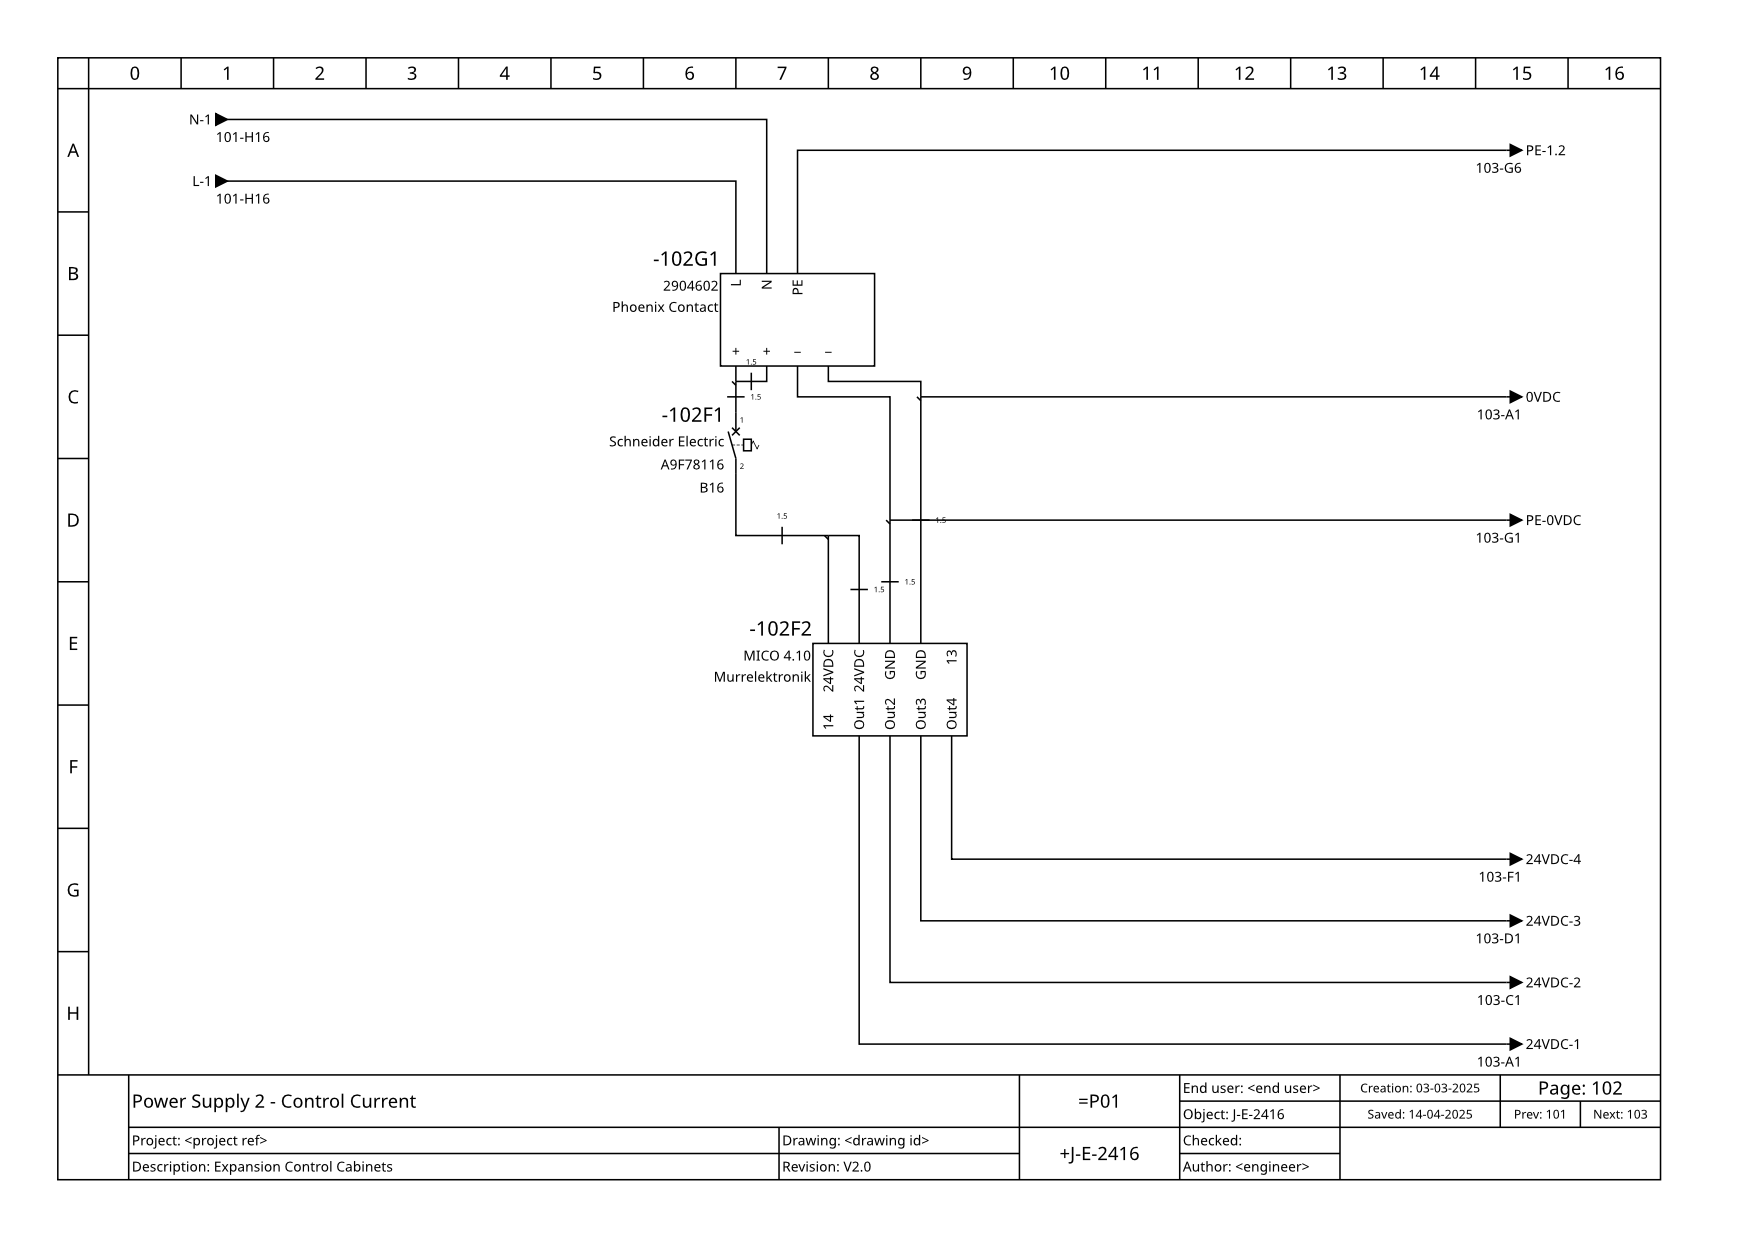 0 1 2 3 4 5 6 7 8 9 10 11 12 13 14 15 16
A
B
C
D
E
F
G
H
N-1
101-H16
L-1
101-H16
PE-1.2
103-G6
-102G1
2904602
Phoenix Contact
L N PE
+ + − −
1.5
1.5
0VDC
103-A1
-102F1
1
Schneider Electric
A9F78116
2
B16
1.5
1.5
PE-0VDC
103-G1
1.5
1.5
-102F2
MICO 4.10
Murrelektronik
24VDC 24VDC GND GND 13
14 Out1 Out2 Out3 Out4
24VDC-4
103-F1
24VDC-3
103-D1
24VDC-2
103-C1
24VDC-1
103-A1
Power Supply 2 - Control Current
Project: <project ref>
Description: Expansion Control Cabinets
Drawing: <drawing id>
Revision: V2.0
=P01
+J-E-2416
End user: <end user>
Object: J-E-2416
Checked:
Author: <engineer>
Creation: 03-03-2025
Saved: 14-04-2025
Page: 102
Prev: 101
Next: 103